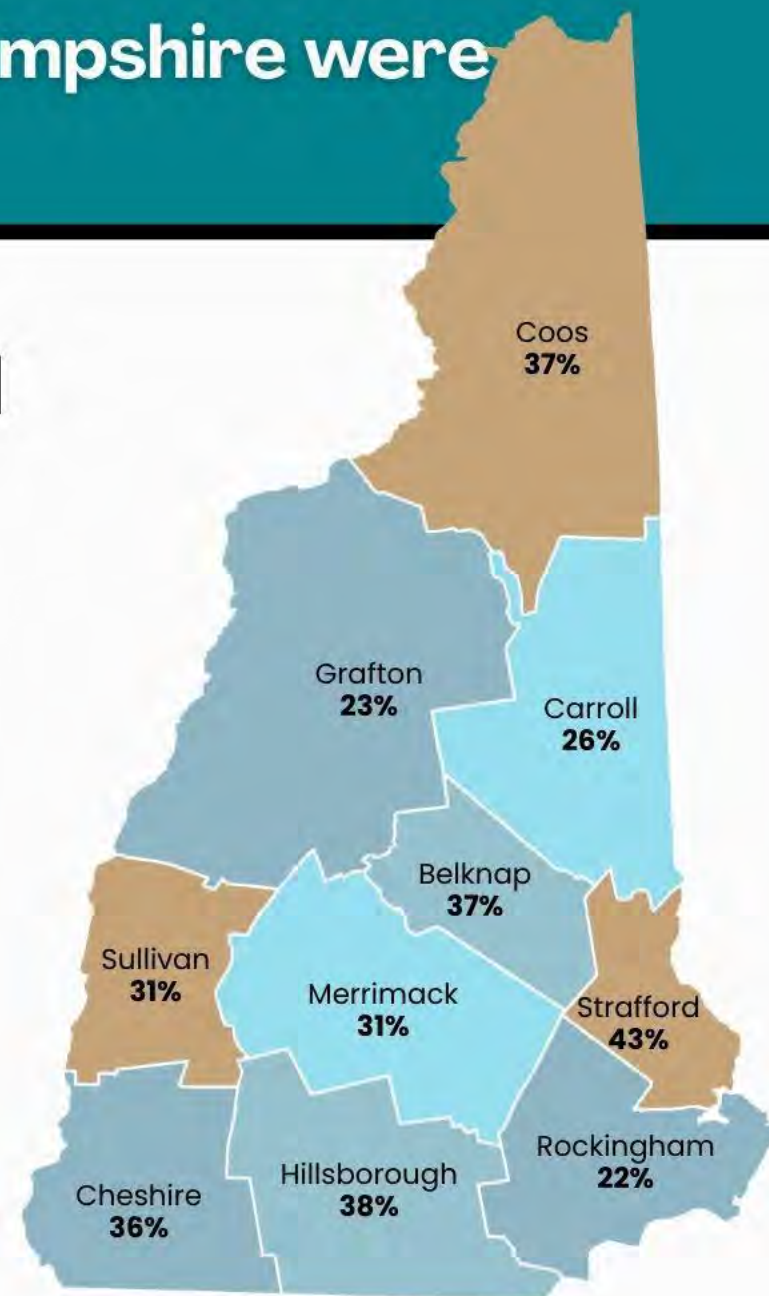 mpshire were
Coos
37%
Grafton
23%
Carroll
26%
Belknap
37%
Sullivan
31%
Merrimack
31%
Strafford
43%
Rockingham
22%
Hillsborough
38%
Cheshire
36%